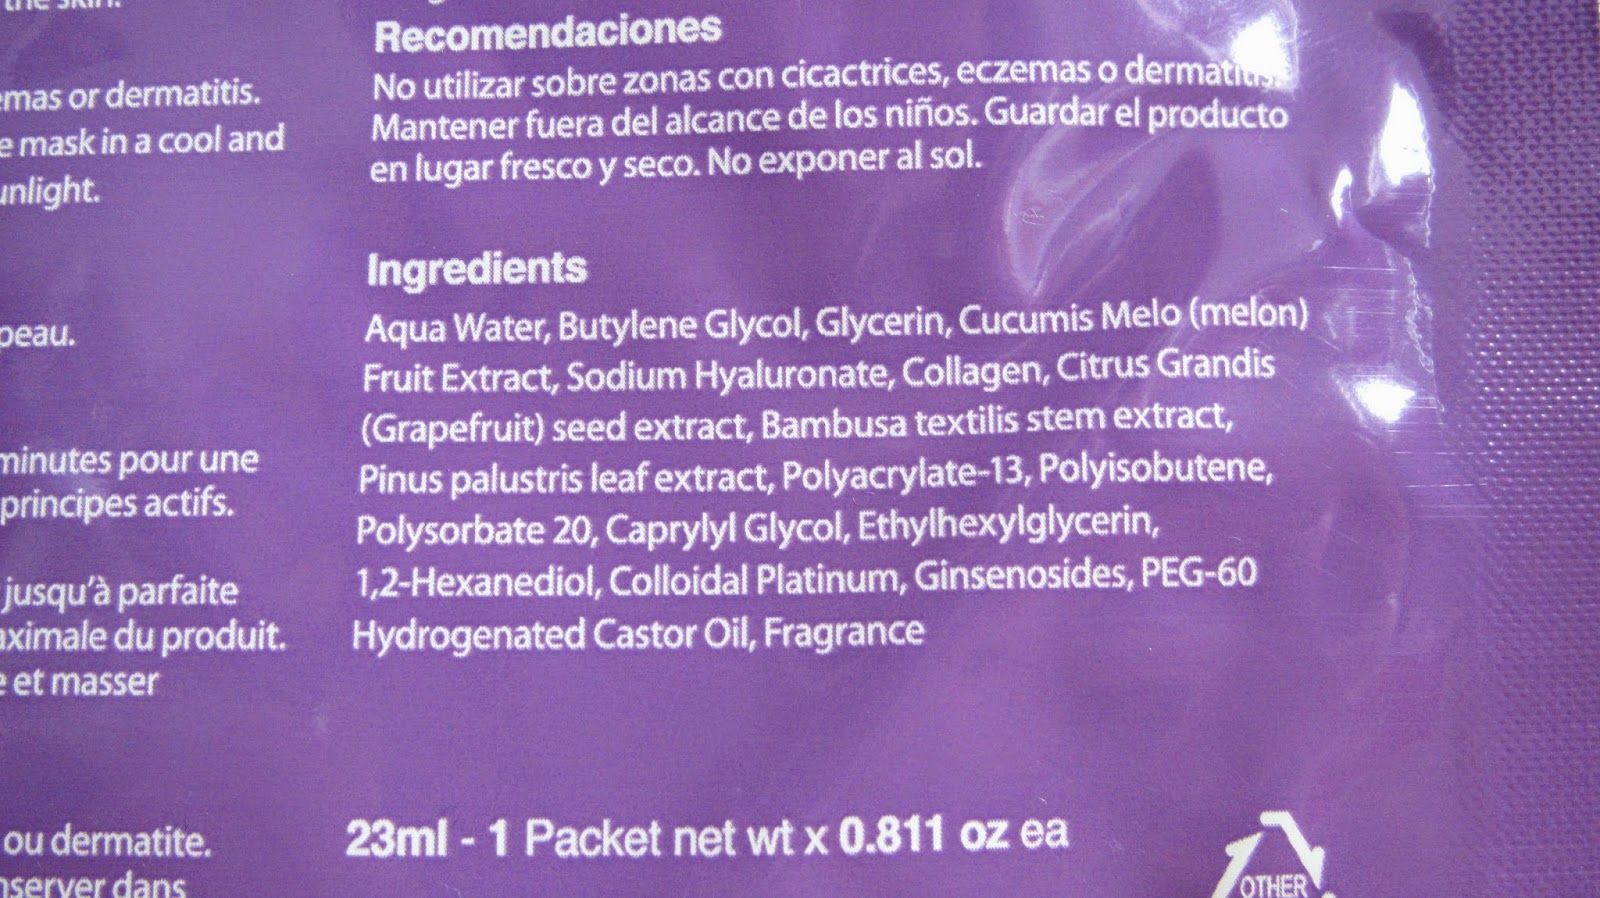 the skin.
emas or dermatitis.
e mask in a cool and
unlight.
peau.
minutes pour une
principes actifs.
jusqu'à parfaite
aximale du produit.
e et masser
ou dermatite.
nserver dans
Recomendaciones
No utilizar sobre zonas con cicactrices, eczemas o dermatitis.
Mantener fuera del alcance de los niños. Guardar el producto
en lugar fresco y seco. No exponer al sol.
Ingredients
Aqua Water, Butylene Glycol, Glycerin, Cucumis Melo (melon)
Fruit Extract, Sodium Hyaluronate, Collagen, Citrus Grandis
(Grapefruit) seed extract, Bambusa textilis stem extract,
Pinus palustris leaf extract, Polyacrylate-13, Polyisobutene,
Polysorbate 20, Caprylyl Glycol, Ethylhexylglycerin,
1,2-Hexanediol, Colloidal Platinum, Ginsenosides, PEG-60
Hydrogenated Castor Oil, Fragrance
23ml - 1 Packet net wt x 0.811 oz ea
OTHER